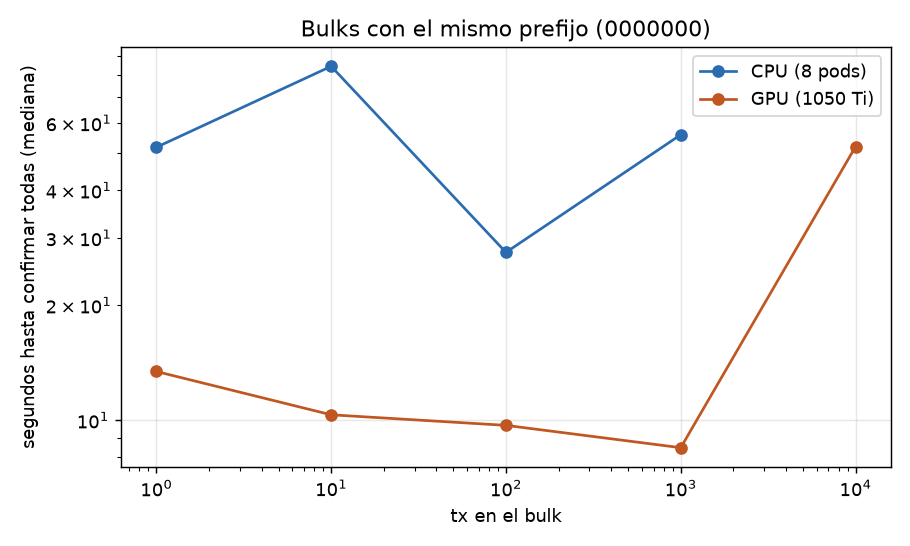 Bulks con el mismo prefijo (0000000)
CPU (8 pods)
GPU (1050 Ti)
segundos hasta confirmar todas (mediana)
6 × 10¹
4 × 10¹
3 × 10¹
2 × 10¹
10¹
10⁰ 10¹ 10² 10³ 10⁴
tx en el bulk